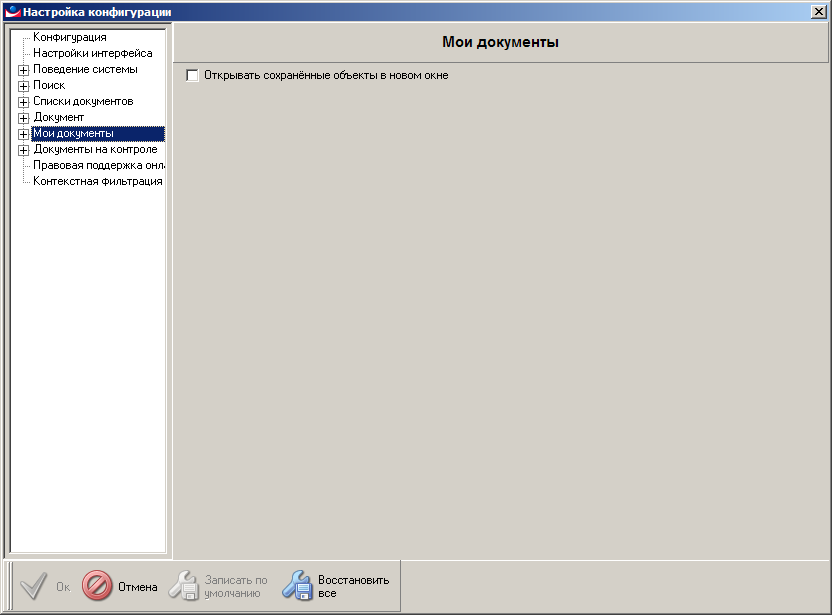 Настройка конфигурации
Конфигурация
Настройки интерфейса
Поведение системы
Поиск
Списки документов
Документ
Мои документы
Документы на контроле
Правовая поддержка онл
Контекстная фильтрация
Мои документы
Открывать сохранённые объекты в новом окне
Ок
Отмена
Записать по
умолчанию
Восстановить
все